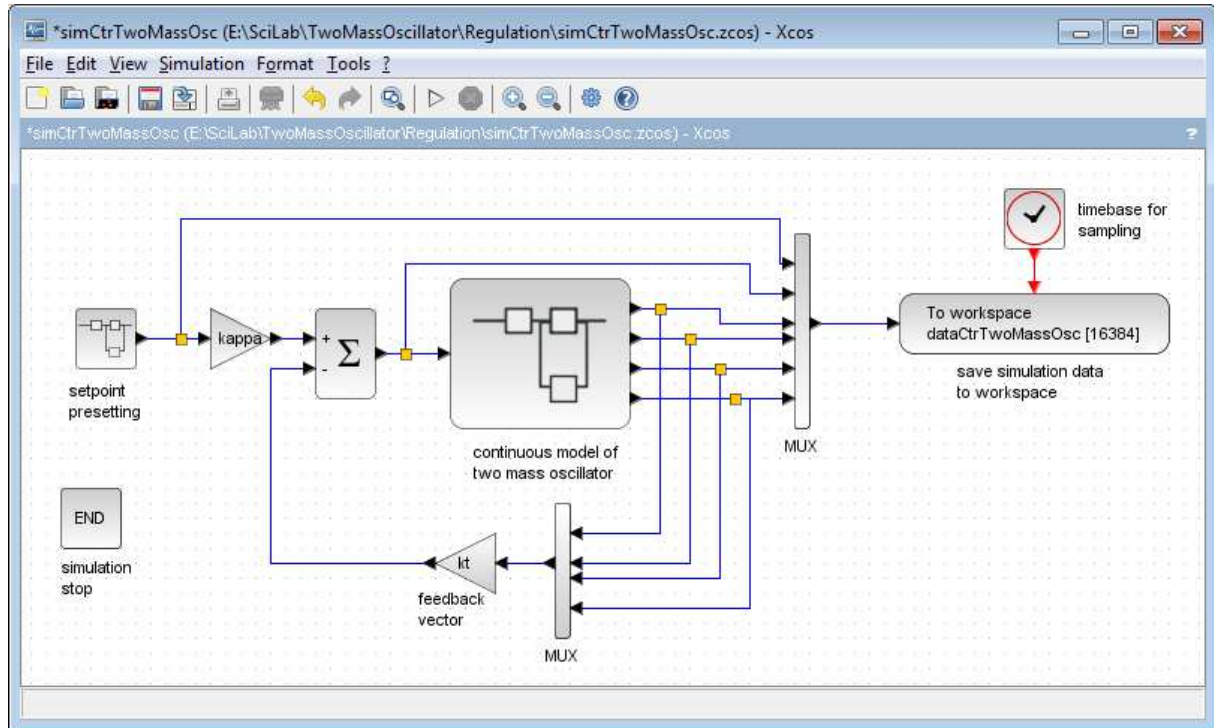 *simCtrTwoMassOsc (E:\SciLab\TwoMassOscillator\Regulation\simCtrTwoMassOsc.zcos) - Xcos
File Edit View Simulation Format Tools ?
*simCtrTwoMassOsc (E:\SciLab\TwoMassOscillator\Regulation\simCtrTwoMassOsc.zcos) - Xcos ?
timebase for
sampling
To workspace
dataCtrTwoMassOsc [16384]
save simulation data
to workspace
kappa
+
Σ
-
setpoint
presetting
MUX
continuous model of
two mass oscillator
END
simulation
stop
kt
feedback
vector
MUX